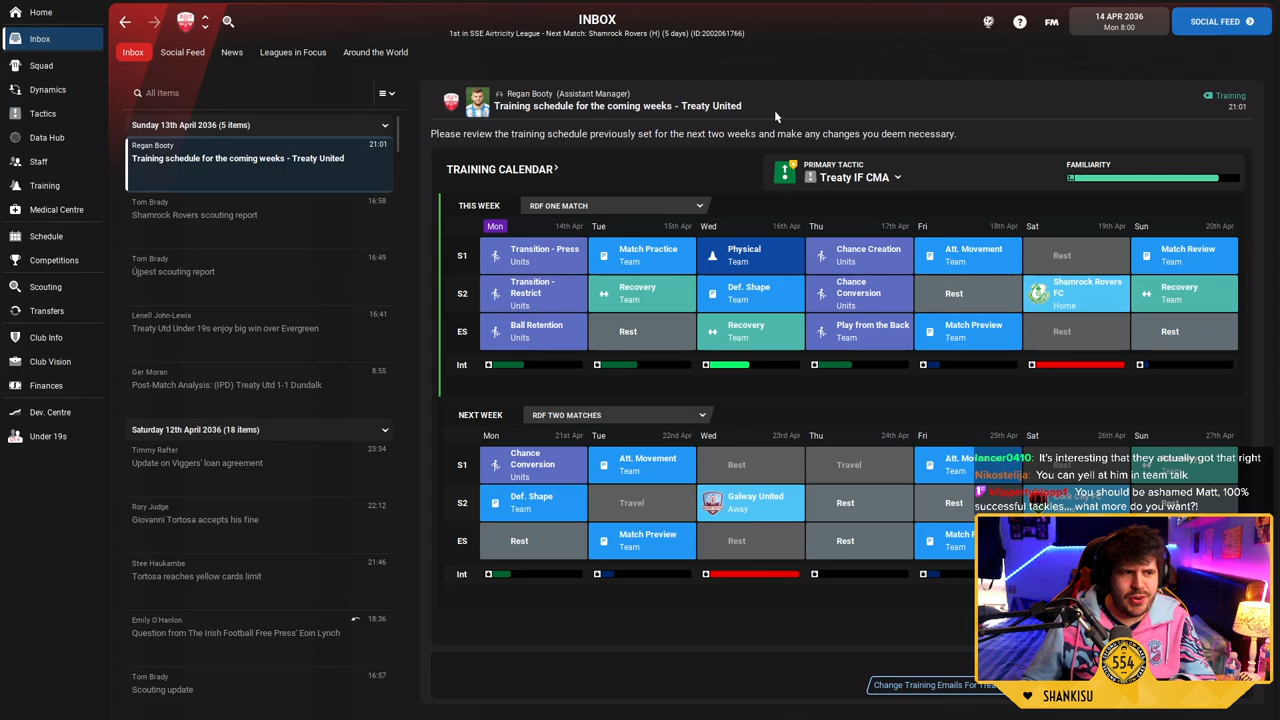 Home
Inbox
Squad
Dynamics
Tactics
Data Hub
Staff
Training
Medical Centre
Schedule
Competitions
Scouting
Transfers
Club Info
Club Vision
Finances
Dev. Centre
Under 19s
INBOX
1st in SSE Airtricity League - Next Match: Shamrock Rovers (H) (5 days) (ID:2002061766)
FM
14 APR 2036
Mon 8:00
SOCIAL FEED
Inbox Social Feed News Leagues in Focus Around the World
All Items
Sunday 13th April 2036 (5 items)
Regan Booty 21:01
Training schedule for the coming weeks - Treaty United
Tom Brady 16:58
Shamrock Rovers scouting report
Tom Brady 16:49
Újpest scouting report
Lenell John-Lewis 16:41
Treaty Utd Under 19s enjoy big win over Evergreen
Ger Moran 8:55
Post-Match Analysis: (IPD) Treaty Utd 1-1 Dundalk
Saturday 12th April 2036 (18 items)
Timmy Rafter 23:34
Update on Viggers' loan agreement
Rory Judge 22:12
Giovanni Tortosa accepts his fine
Stee Haukambe 21:46
Tortosa reaches yellow cards limit
Emily O'Hanlon 18:36
Question from The Irish Football Free Press' Eoin Lynch
Tom Brady 16:57
Scouting update
Regan Booty (Assistant Manager)
Training schedule for the coming weeks - Treaty United
Training
21:01
Please review the training schedule previously set for the next two weeks and make any changes you deem necessary.
TRAINING CALENDAR
PRIMARY TACTIC
Treaty IF CMA
FAMILIARITY
THIS WEEK RDF ONE MATCH
Mon 14th Apr Tue 15th Apr Wed 16th Apr Thu 17th Apr Fri 18th Apr Sat 19th Apr Sun 20th Apr
S1 Transition - Press Units Match Practice Team Physical Team Chance Creation Units Att. Movement Team Rest Match Review Team
S2 Transition - Restrict Units Recovery Team Def. Shape Team Chance Conversion Units Rest Shamrock Rovers FC Home Recovery Team
ES Ball Retention Units Rest Recovery Team Play from the Back Team Match Preview Team Rest Rest
Int
NEXT WEEK RDF TWO MATCHES
Mon 21st Apr Tue 22nd Apr Wed 23rd Apr Thu 24th Apr Fri 25th Apr Sat 26th Apr Sun 27th Apr
S1 Chance Conversion Units Att. Movement Team Rest Travel Att. Mo Team
S2 Def. Shape Team Travel Galway United Away Rest Rest
ES Rest Match Preview Team Rest Rest Match P Team
Int
lancer0410: It's interesting that they actually got that right
Nikostelija: You can yell at him in team talk
You should be ashamed Matt, 100%
successful tackles... what more do you want?!
Change Training Emails For Trea
554
SHANKISU